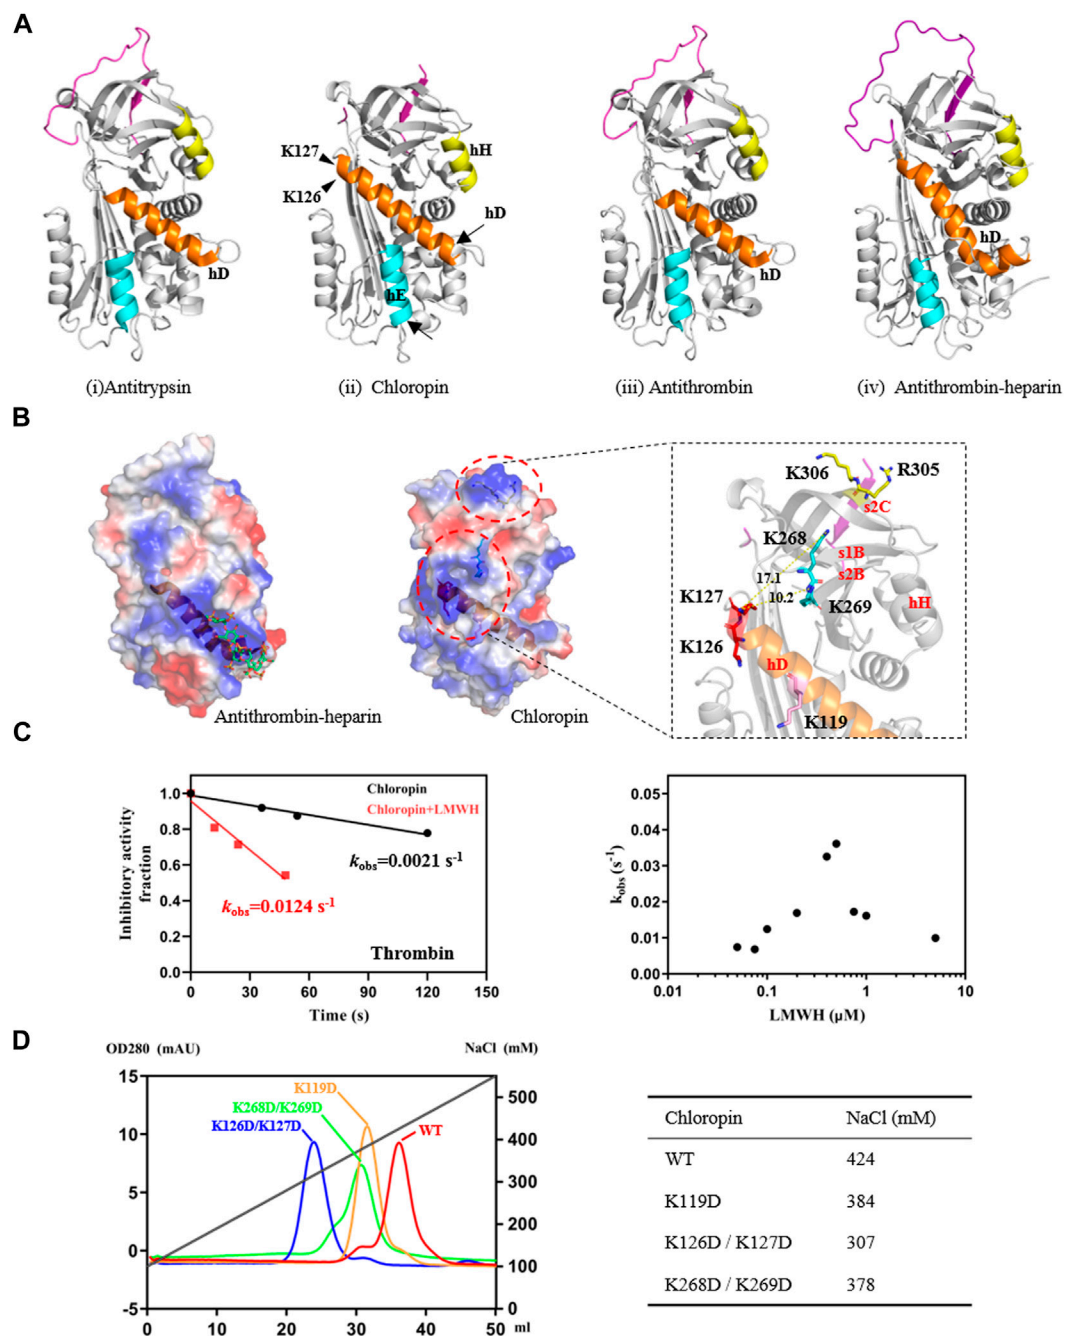 A
K127
K126
hH
hD
hD
hE
hD
hD
(i)Antitrypsin
(ii) Chloropin
(iii) Antithrombin
(iv) Antithrombin-heparin
B
K306
R305
s2C
K268
s1B
s2B
17.1
10.2
K127
K269
hH
K126
hD
K119
Antithrombin-heparin
Chloropin
C
Inhibitory activity
fraction
1.0
0.8
0.6
0.4
0.2
0.0
Chloropin
Chloropin+LMWH
kobs=0.0021 s-1
kobs=0.0124 s-1
Thrombin
0 30 60 90 120 150
Time (s)
kobs (s-1)
0.05
0.04
0.03
0.02
0.01
0.00
0.01 0.1 1 10
LMWH (μM)
D
OD280 (mAU)
NaCl (mM)
15
10
5
0
-5
K119D
K268D/K269D
K126D/K127D
WT
500
400
300
200
100
0
0 10 20 30 40 50 ml
Chloropin NaCl (mM)
WT 424
K119D 384
K126D / K127D 307
K268D / K269D 378